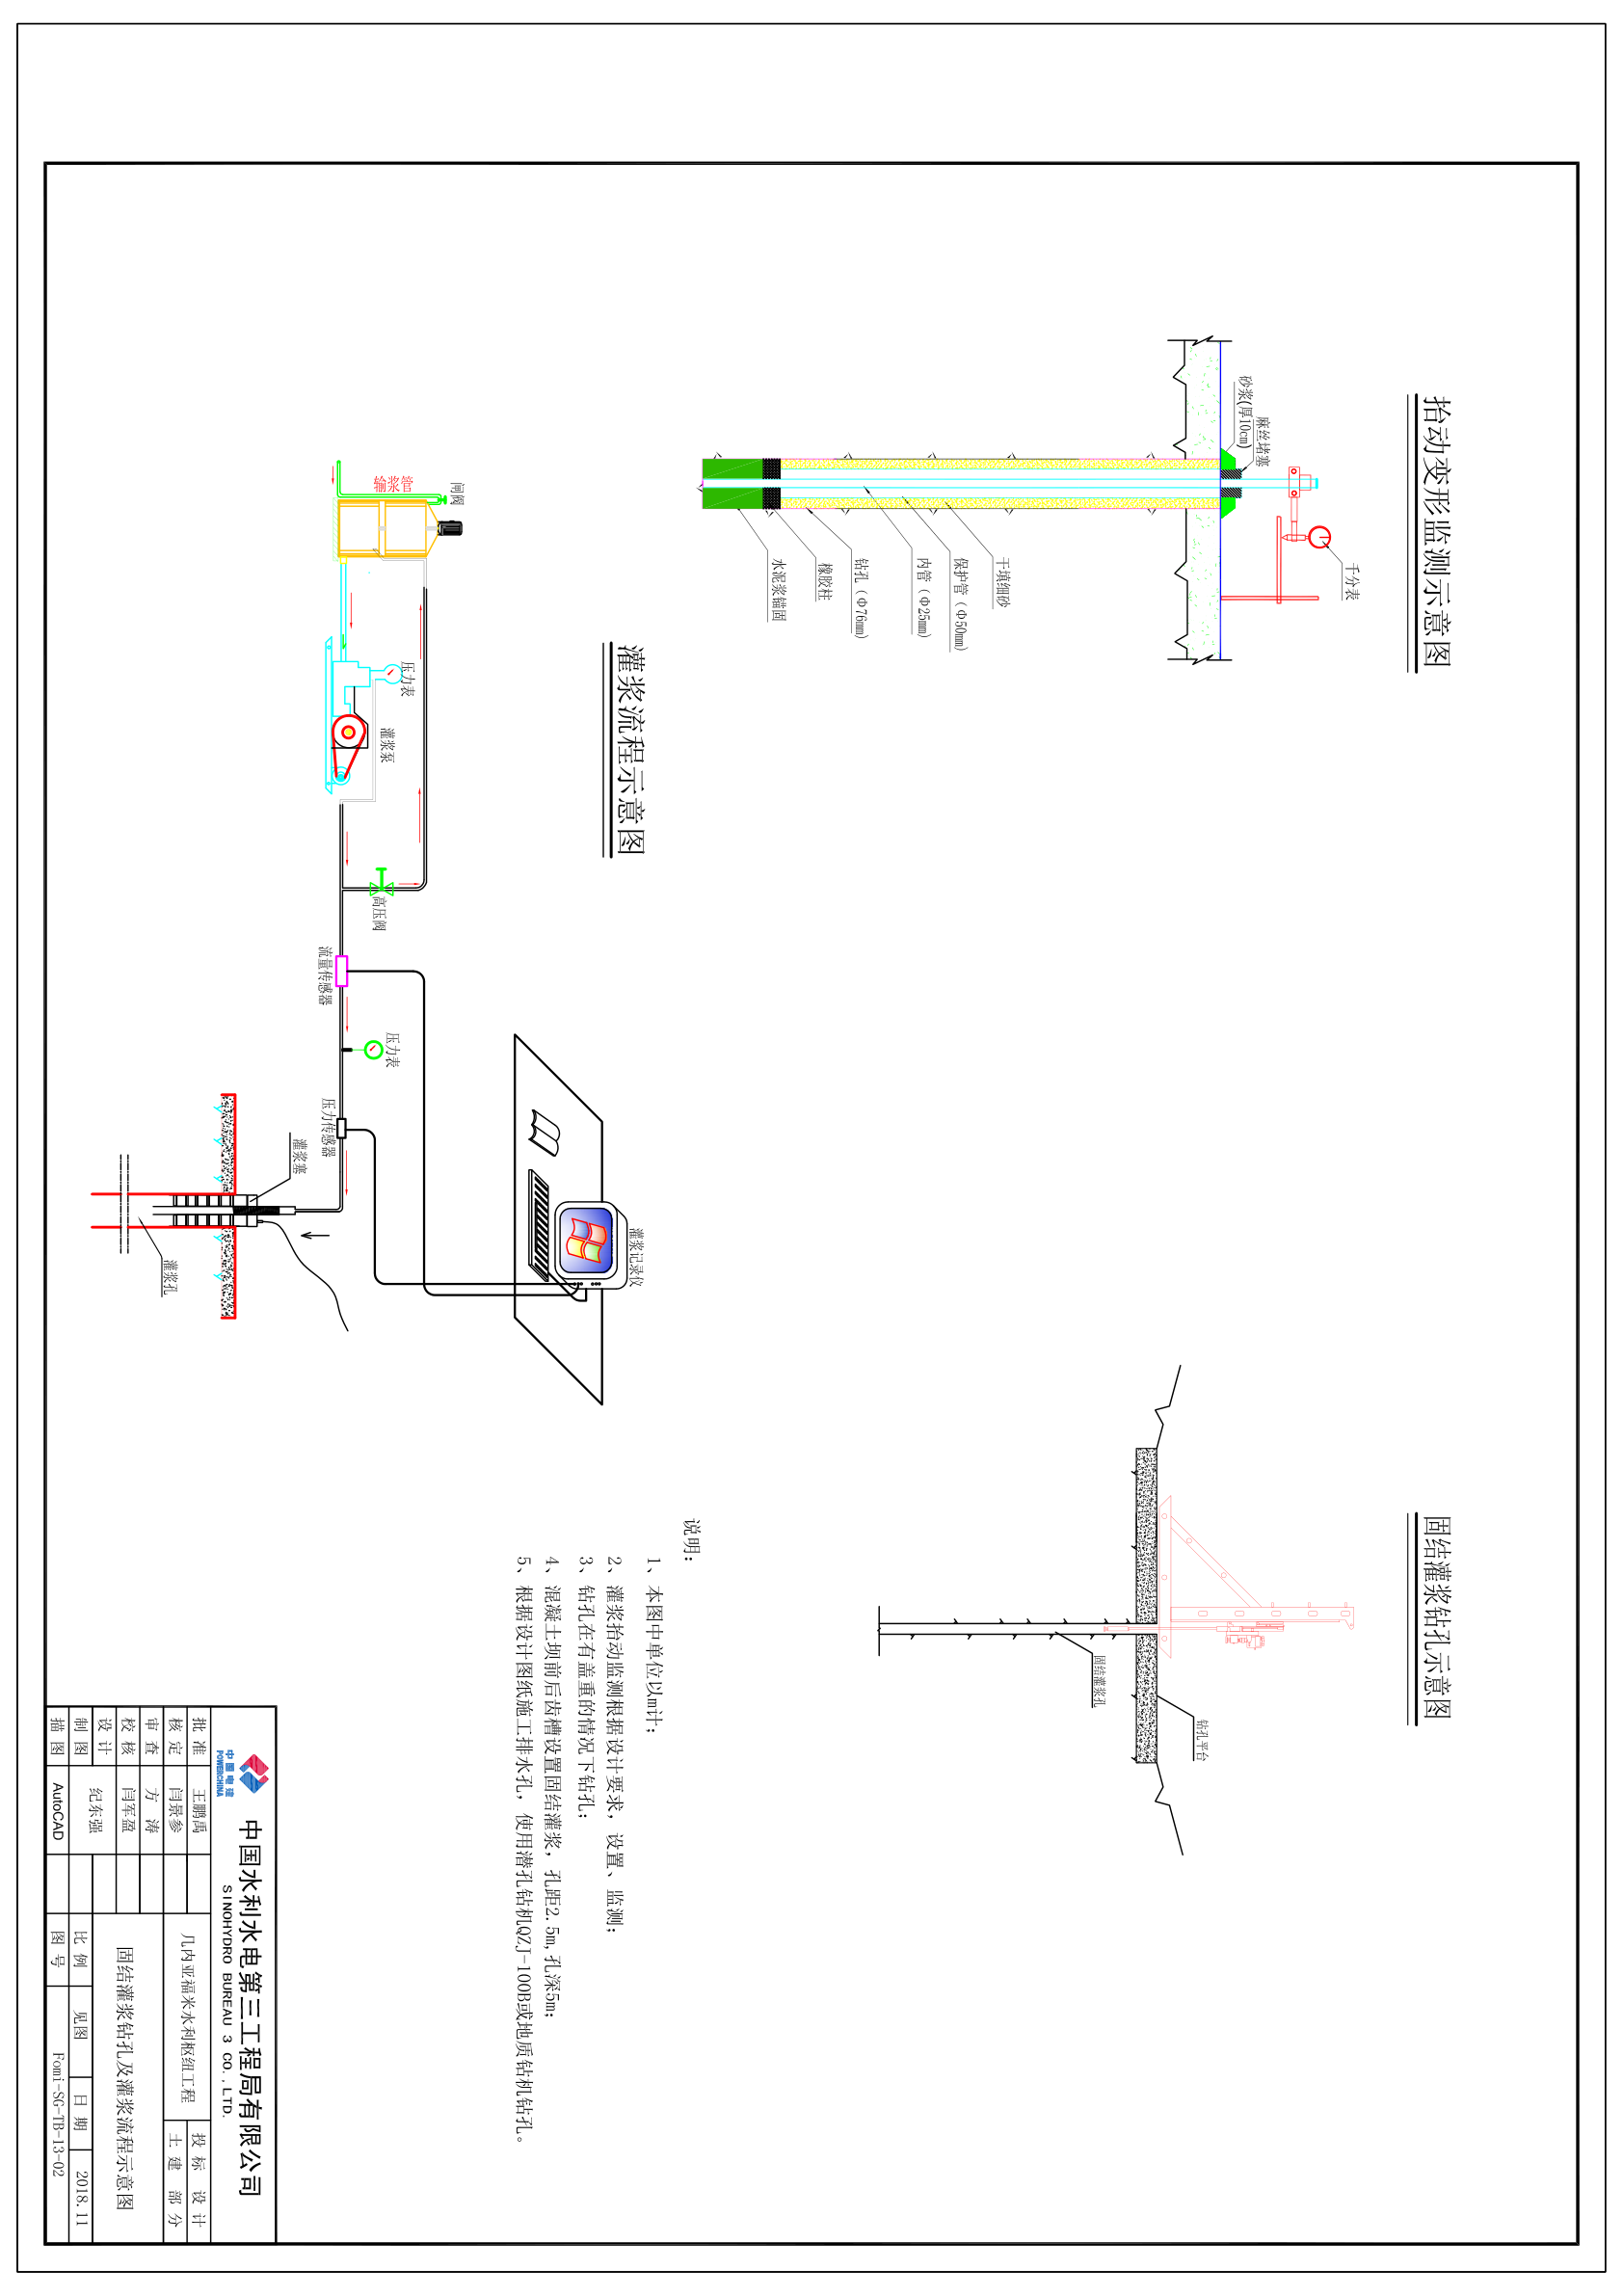 抬动变形监测示意图
千分表
麻丝堵塞
砂浆(厚10cm)
干填细砂
保护管（Φ50mm）
内管（Φ25mm）
钻孔（Φ76mm）
橡胶柱
水泥浆锚固
固结灌浆钻孔示意图
钻孔平台
固结灌浆孔
灌浆流程示意图
闸阀
输浆管
压力表
灌浆泵
高压阀
流量传感器
压力表
压力传感器
灌浆塞
灌浆孔
灌浆记录仪
说明：
1、本图中单位以m计；
2、灌浆抬动监测根据设计要求，设置、监测；
3、钻孔在有盖重的情况下钻孔；
4、混凝土坝前后齿槽设置固结灌浆，孔距2.5m,孔深5m；
5、根据设计图纸施工排水孔，使用潜孔钻机QZJ-100B或地质钻机钻孔。
中国电建
POWERCHINA
中国水利水电第三工程局有限公司
SINOHYDRO BUREAU 3 CO.,LTD.
批准 王鹏禹
核定 闫景参
审查 方涛
校核 闫军盈
设计
制图 纪东强
描图 AutoCAD
几内亚福米水利枢纽工程
投标 设计
土建 部分
固结灌浆钻孔及灌浆流程示意图
比例 见图 日期 2018.11
图号 Fomi-SG-TB-13-02